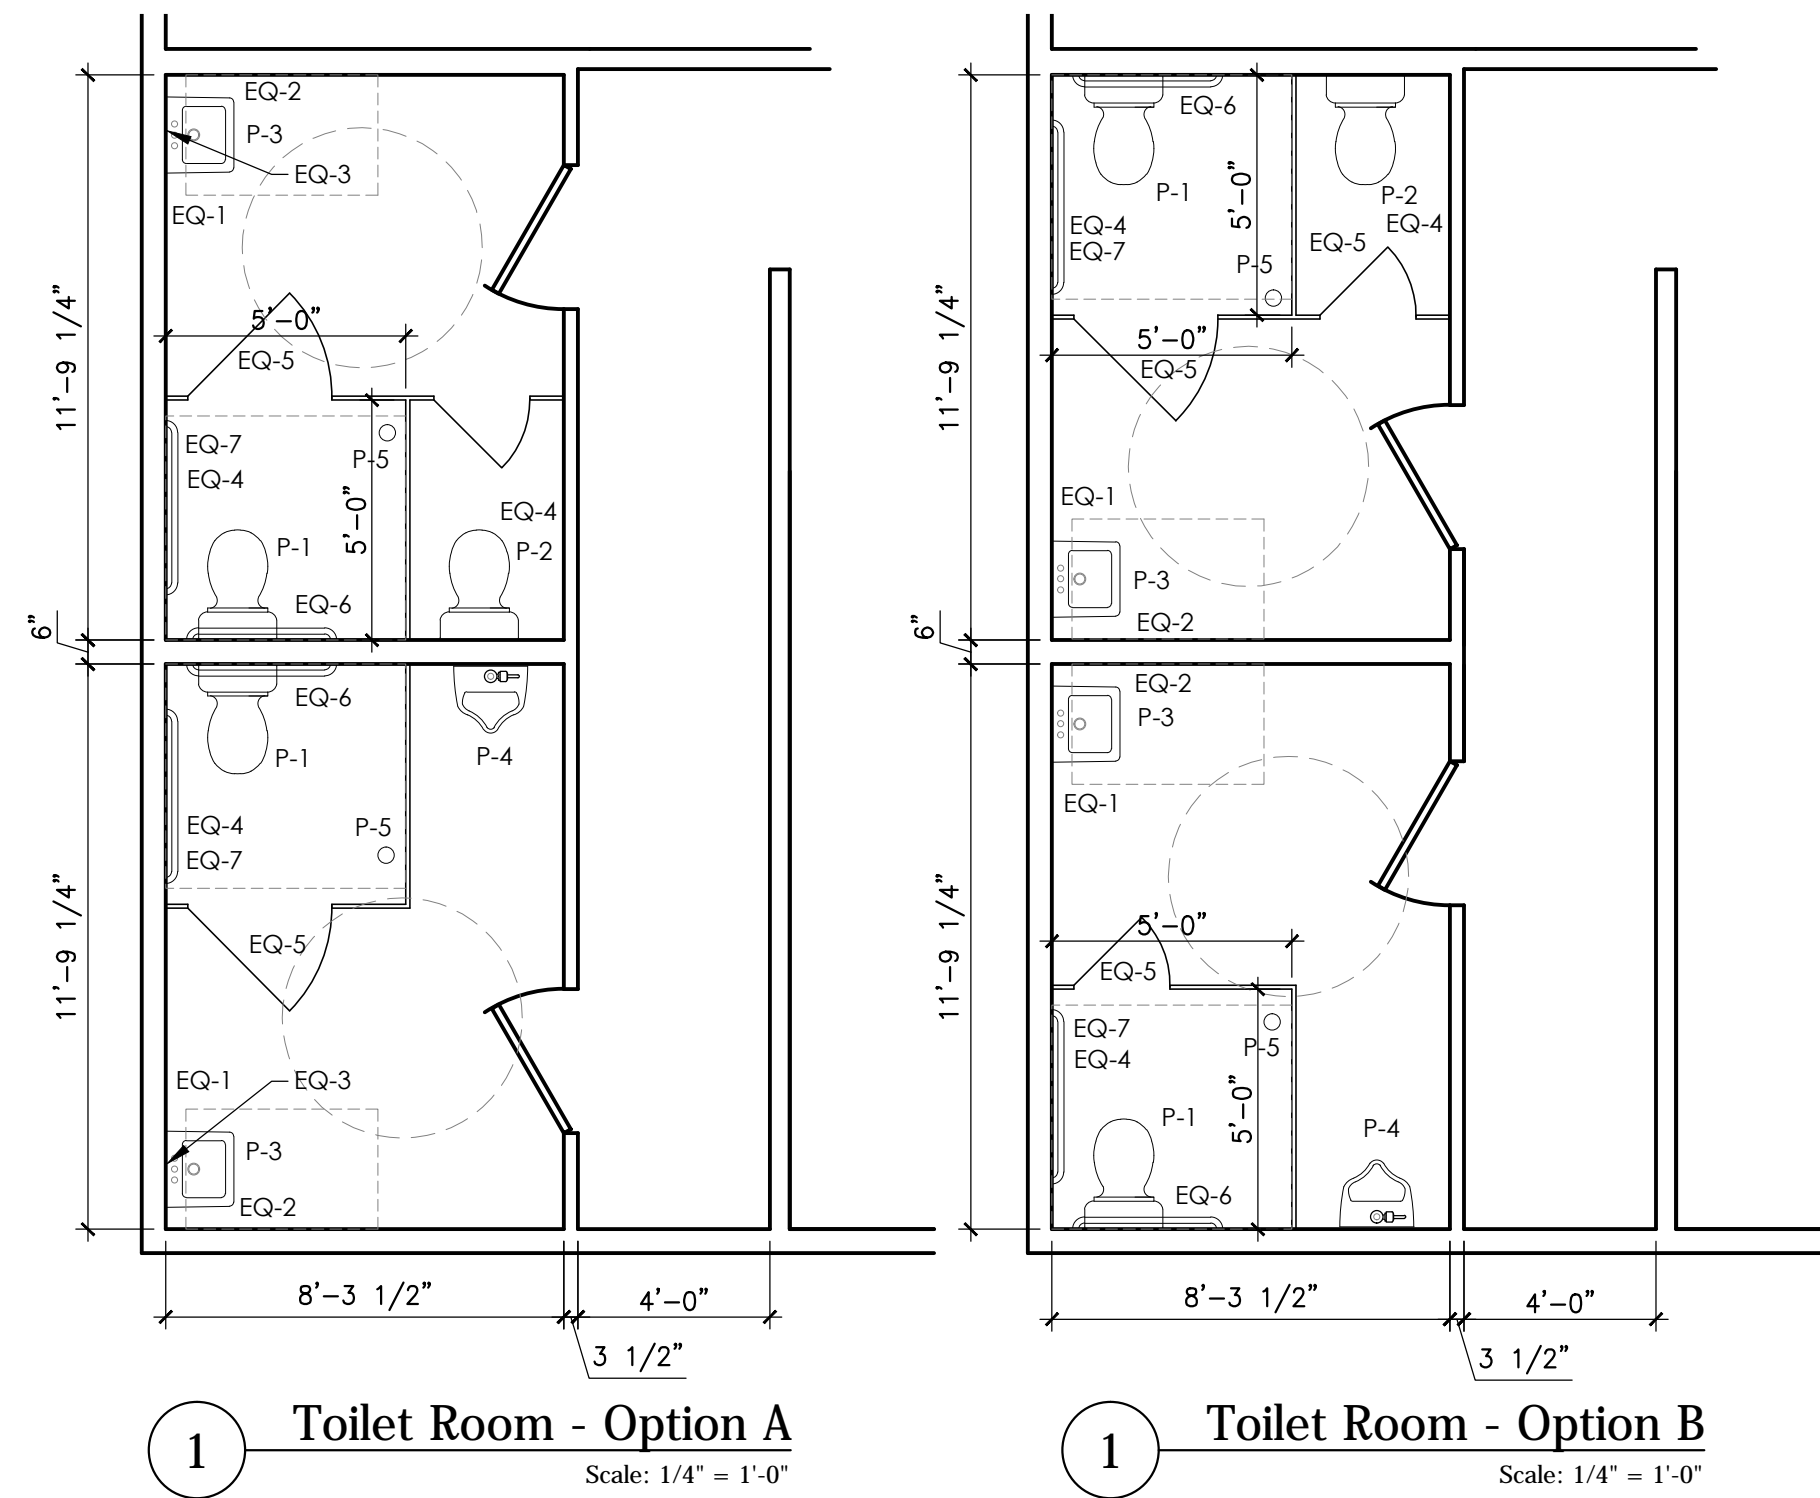 EQ-2
P-3
EQ-3
EQ-1
5'-0"
EQ-5
11'-9 1/4"
EQ-7
EQ-4
P-5
5'-0"
EQ-4
P-1
P-2
EQ-6
6"
EQ-6
P-1
P-4
EQ-4
P-5
EQ-7
11'-9 1/4"
EQ-5
EQ-1
EQ-3
P-3
EQ-2
8'-3 1/2"
4'-0"
3 1/2"
1
Toilet Room - Option A
Scale: 1/4" = 1'-0"
EQ-6
P-1
P-2
5'-0"
EQ-4
EQ-4
EQ-7
EQ-5
P-5
11'-9 1/4"
5'-0"
EQ-5
EQ-1
P-3
EQ-2
6"
EQ-2
P-3
EQ-1
11'-9 1/4"
5'-0"
EQ-5
EQ-7
P-5
EQ-4
5'-0"
P-1
P-4
EQ-6
8'-3 1/2"
4'-0"
3 1/2"
1
Toilet Room - Option B
Scale: 1/4" = 1'-0"